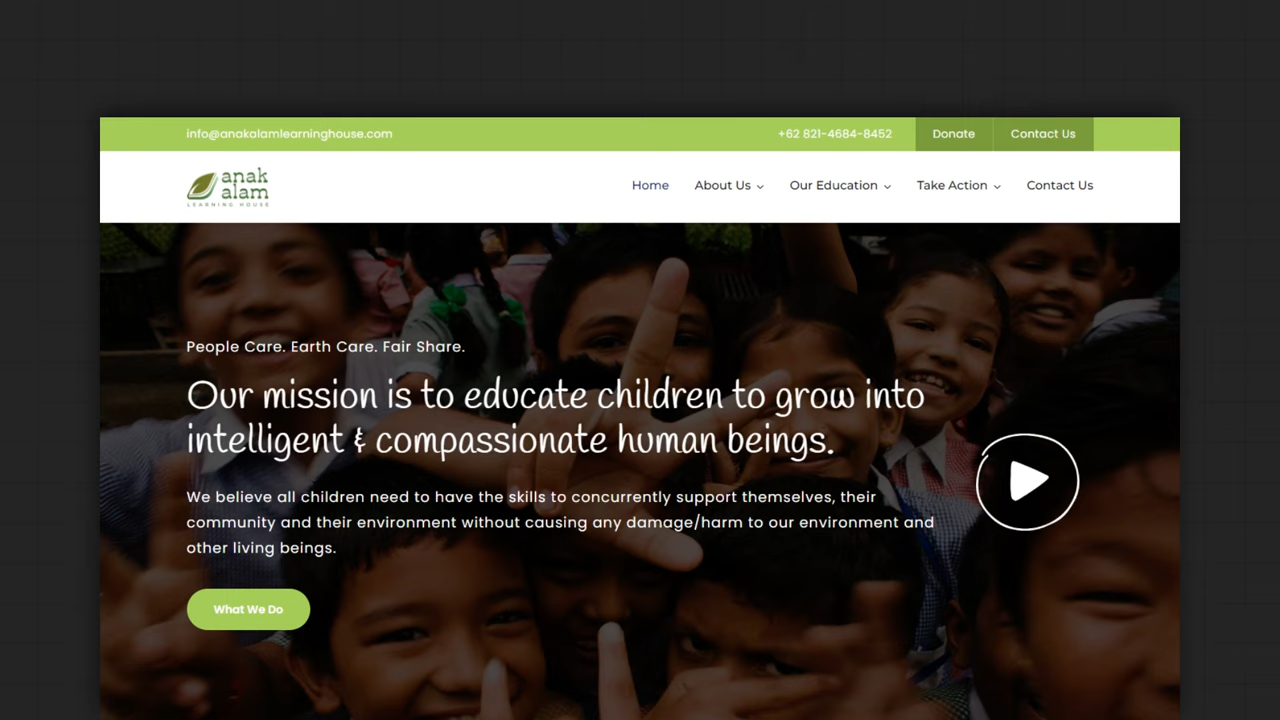 info@anakalamlearninghouse.com
+62 821-4684-8452
Donate
Contact Us
anak
alam
LEARNING HOUSE
Home
About Us
Our Education
Take Action
Contact Us
People Care. Earth Care. Fair Share.
Our mission is to educate children to grow into
intelligent & compassionate human beings.
We believe all children need to have the skills to concurrently support themselves, their
community and their environment without causing any damage/harm to our environment and
other living beings.
What We Do